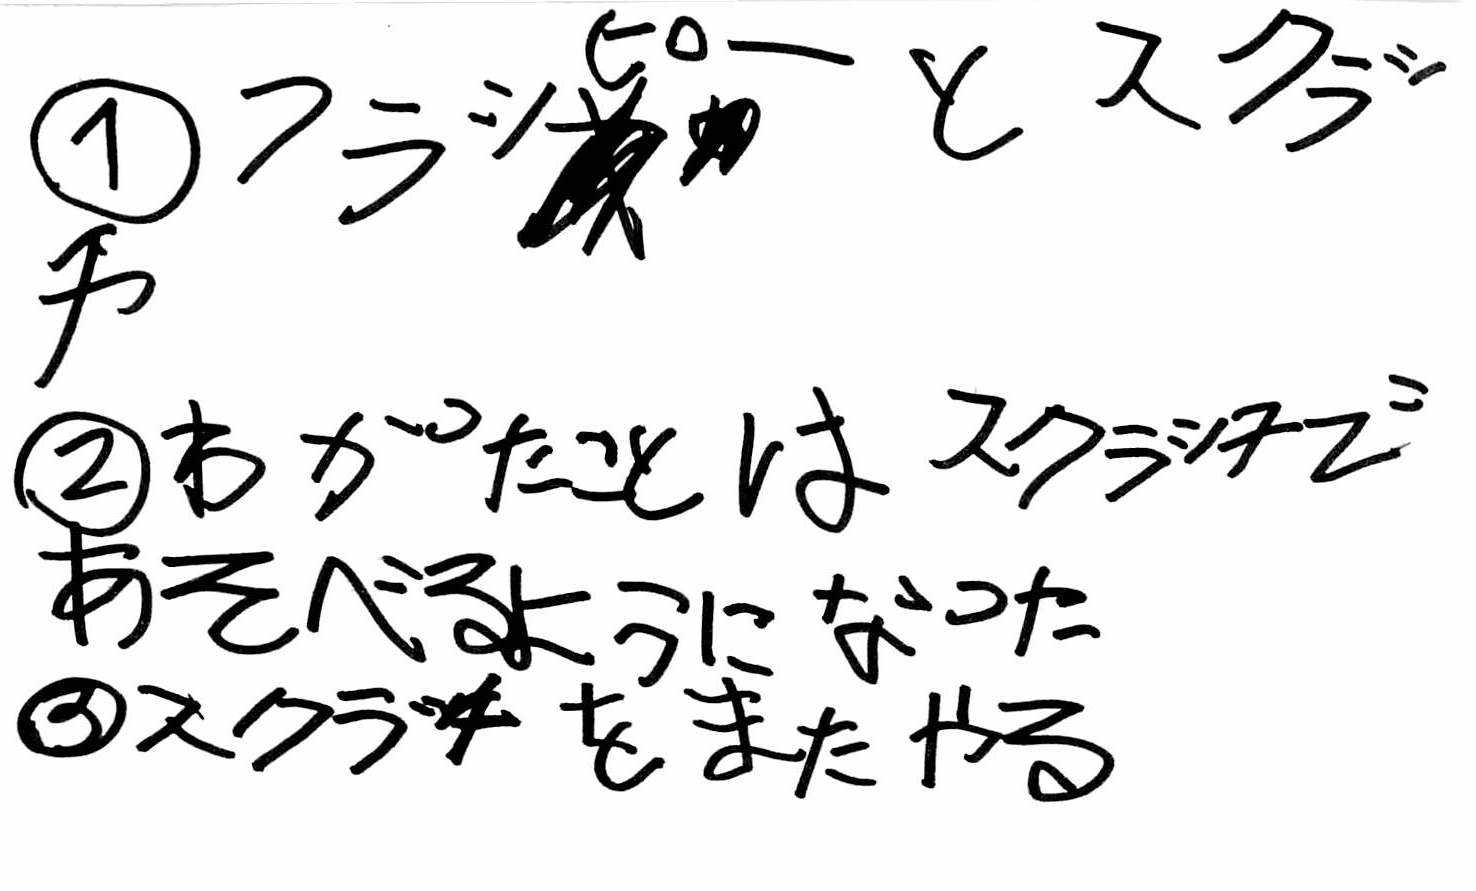 ①フラッピローとスクラッ
チ
②わかったことはスクラッチで
あそべるようになった
③スクラッチをまたやる